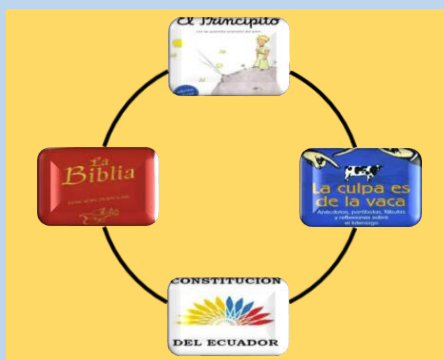 El Principito
La
Biblia
La culpa es
de la vaca
Anécdotas, parábolas, fábulas
y reflexiones sobre
el liderazgo
CONSTITUCION
DEL ECUADOR